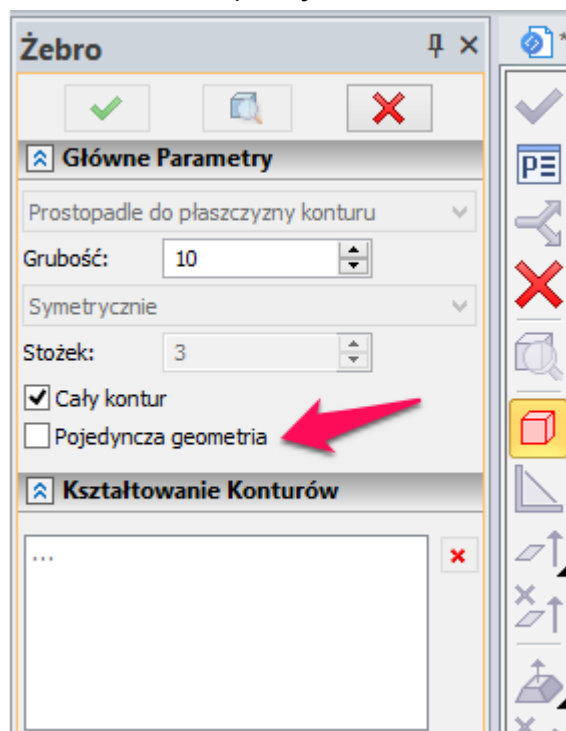 Żebro
Główne Parametry
Prostopadle do płaszczyzny konturu
Grubość: 10
Symetrycznie
Stożek: 3
Cały kontur
Pojedyncza geometria
Kształtowanie Konturów
...